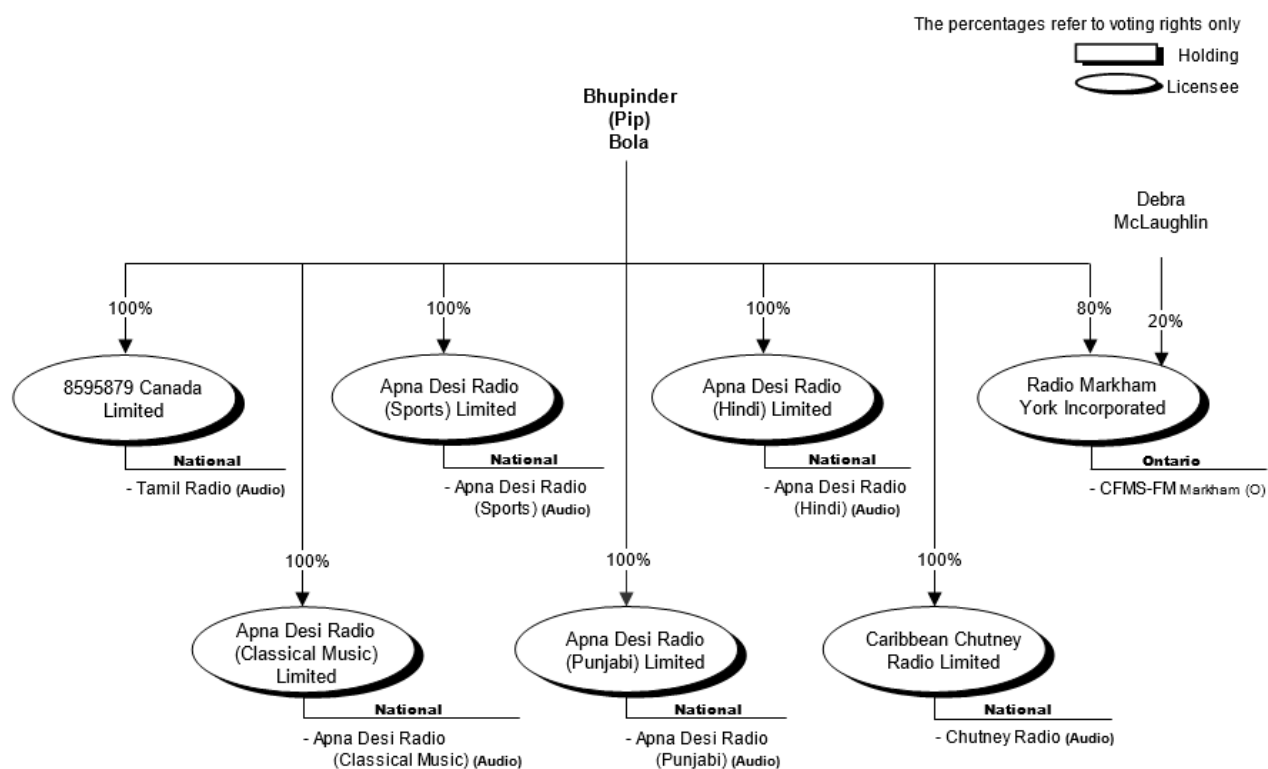 The percentages refer to voting rights only
Holding
Licensee
Bhupinder
(Pip)
Bola
Debra
McLaughlin
100%
100%
100%
80%
20%
8595879 Canada
Limited
Apna Desi Radio
(Sports) Limited
Apna Desi Radio
(Hindi) Limited
Radio Markham
York Incorporated
National
- Tamil Radio (Audio)
National
- Apna Desi Radio
(Sports) (Audio)
National
- Apna Desi Radio
(Hindi) (Audio)
Ontario
- CFMS-FM Markham (O)
100%
100%
100%
Apna Desi Radio
(Classical Music)
Limited
Apna Desi Radio
(Punjabi) Limited
Caribbean Chutney
Radio Limited
National
- Apna Desi Radio
(Classical Music) (Audio)
National
- Apna Desi Radio
(Punjabi) (Audio)
National
- Chutney Radio (Audio)